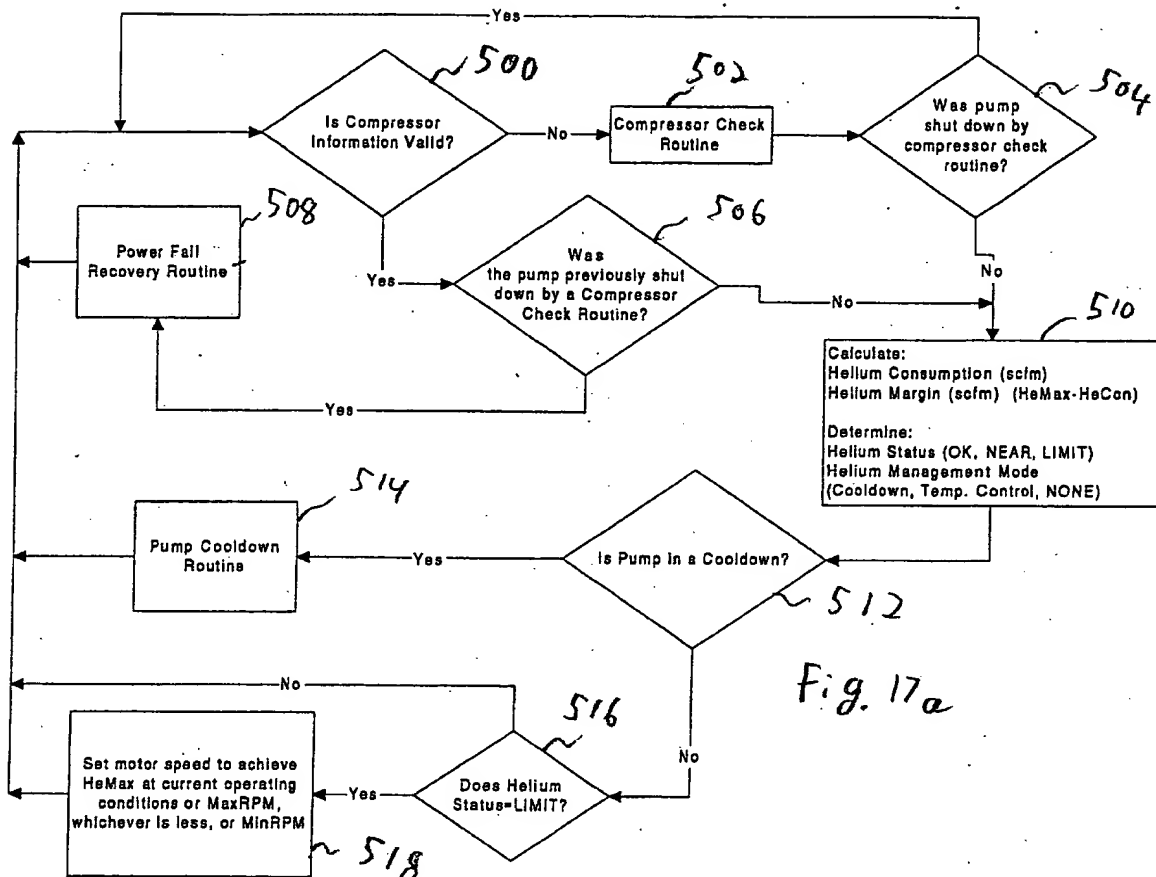 Yes
500
Is Compressor
Information Valid?
No
502
Compressor Check
Routine
504
Was pump
shut down by
compressor check
routine?
508
Power Fail
Recovery Routine
Yes
506
Was
the pump previously shut
down by a Compressor
Check Routine?
No
No
Yes
510
Calculate:
Helium Consumption (scfm)
Helium Margin (scfm) (HeMax-HeCon)
Determine:
Helium Status (OK, NEAR, LIMIT)
Helium Management Mode
(Cooldown, Temp. Control, NONE)
514
Pump Cooldown
Routine
Yes
Is Pump in a Cooldown?
512
No
No
516
Does Helium
Status=LIMIT?
Yes
Set motor speed to achieve
HeMax at current operating
conditions or MaxRPM,
whichever is less, or MinRPM
518
Fig. 17a